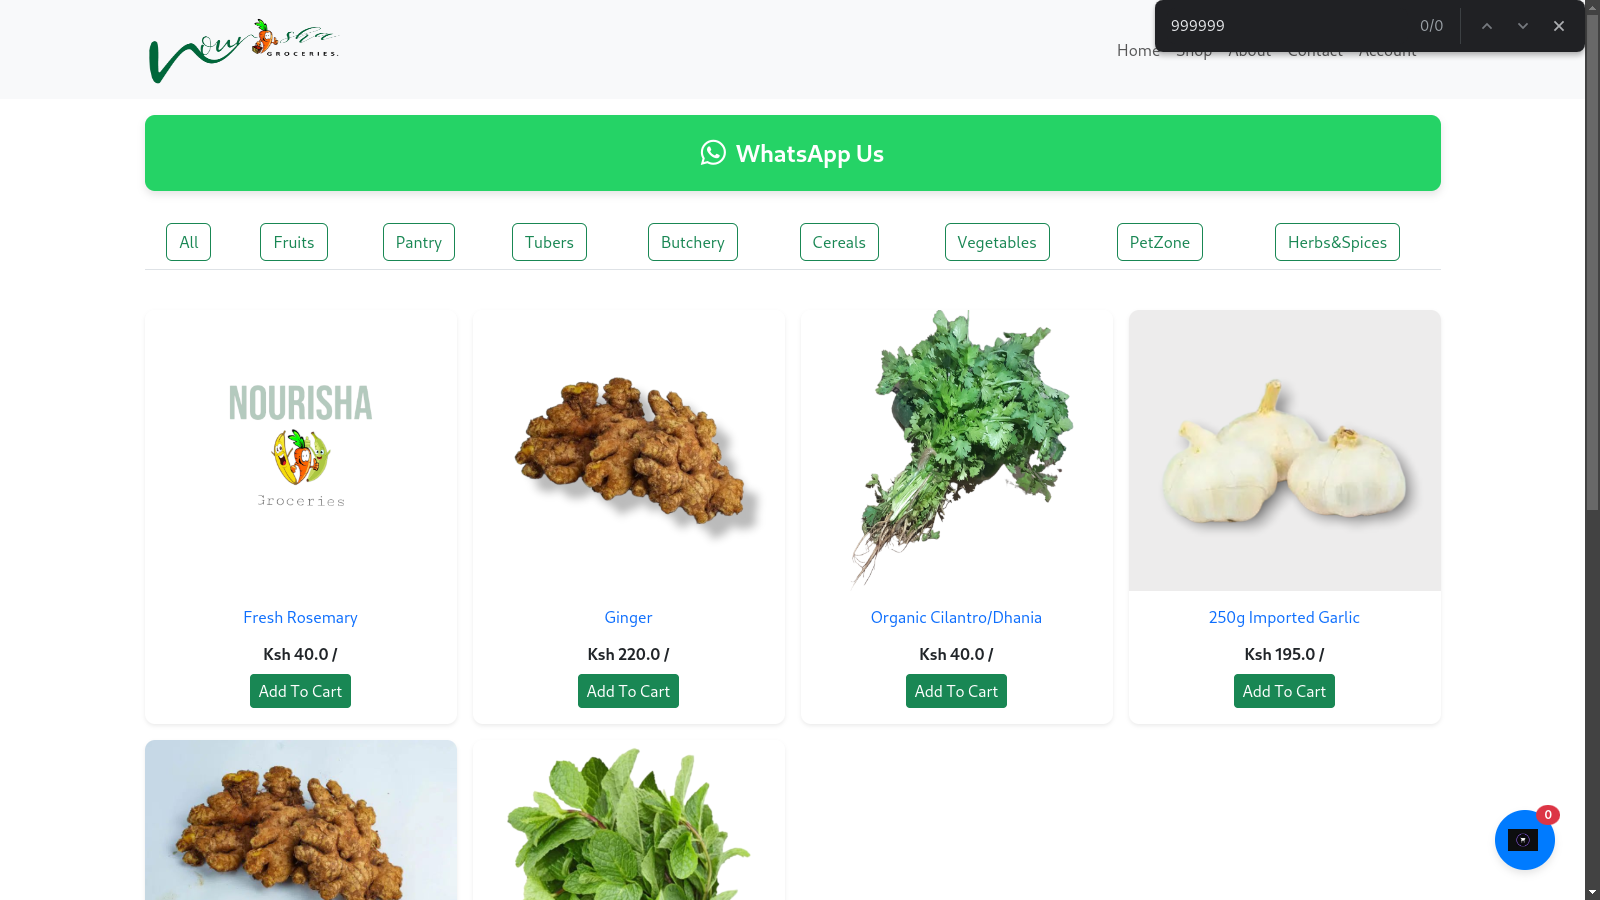 Nourisha
GROCERIES.
999999
0/0
Home Shop About Contact Account
WhatsApp Us
All
Fruits
Pantry
Tubers
Butchery
Cereals
Vegetables
PetZone
Herbs&Spices
NOURISHA
Groceries
Fresh Rosemary
Ksh 40.0 /
Add To Cart
Ginger
Ksh 220.0 /
Add To Cart
Organic Cilantro/Dhania
Ksh 40.0 /
Add To Cart
250g Imported Garlic
Ksh 195.0 /
Add To Cart
0